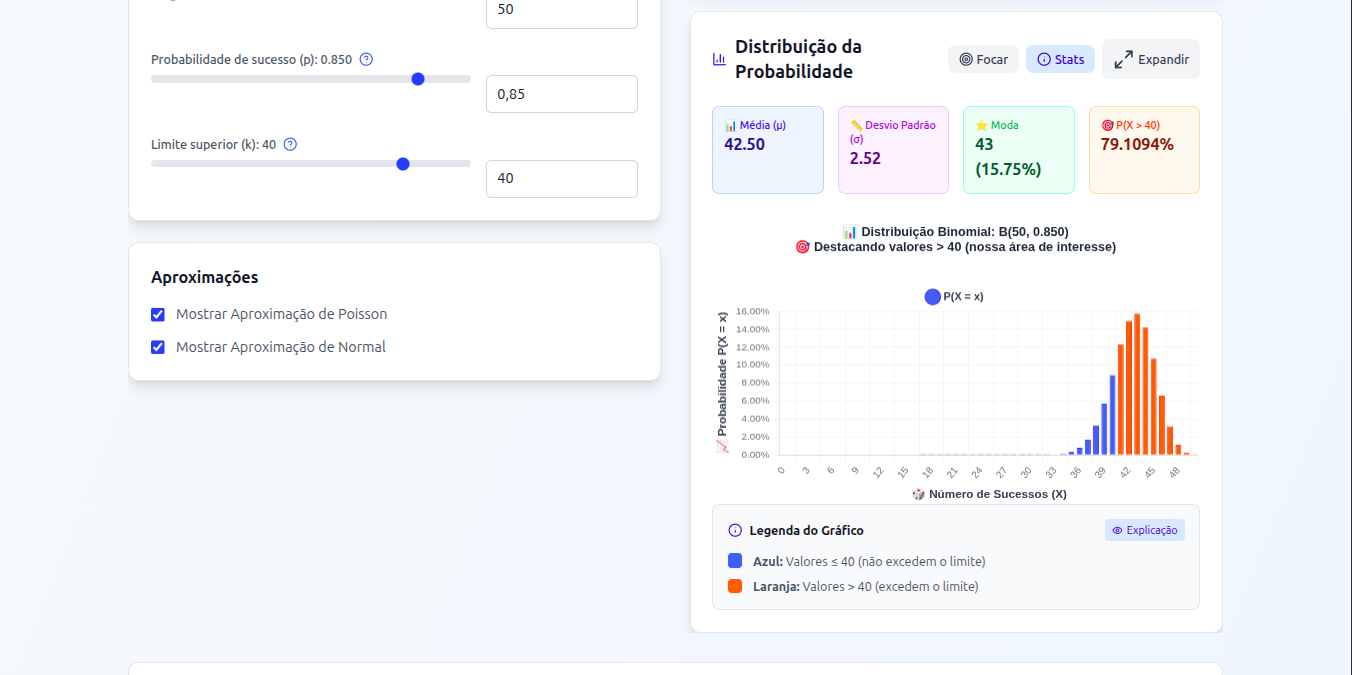 50
Probabilidade de sucesso (p): 0.850
0,85
Limite superior (k): 40
40
Aproximações
Mostrar Aproximação de Poisson
Mostrar Aproximação de Normal
Distribuição da
Probabilidade
Focar
Stats
Expandir
Média (μ)
42.50
Desvio Padrão
(σ)
2.52
Moda
43
(15.75%)
P(X > 40)
79.1094%
Distribuição Binomial: B(50, 0.850)
Destacando valores > 40 (nossa área de interesse)
P(X = x)
Probabilidade P(X = x)
16.00%
14.00%
12.00%
10.00%
8.00%
6.00%
4.00%
2.00%
0.00%
0 3 6 9 12 15 18 21 24 27 30 33 36 39 42 45 48
Número de Sucessos (X)
Legenda do Gráfico
Explicação
Azul: Valores ≤ 40 (não excedem o limite)
Laranja: Valores > 40 (excedem o limite)